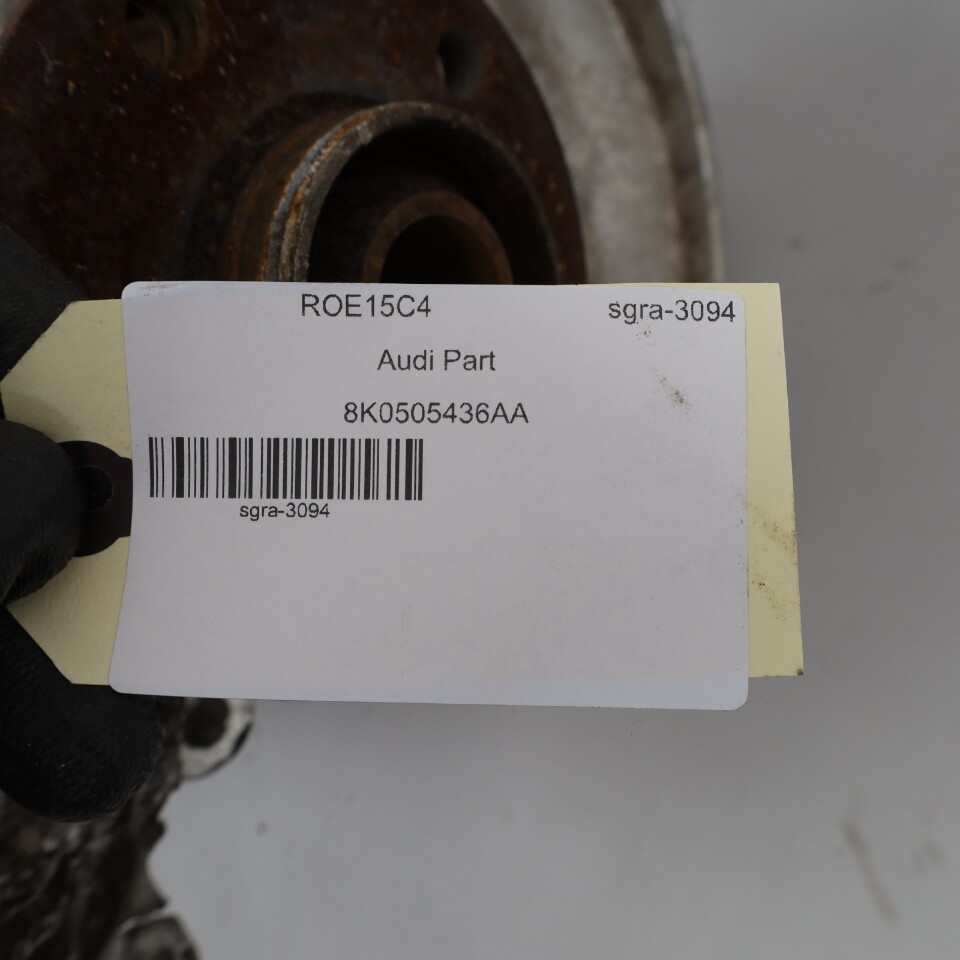 ROE15C4 sgra-3094
Audi Part
8K0505436AA
sgra-3094